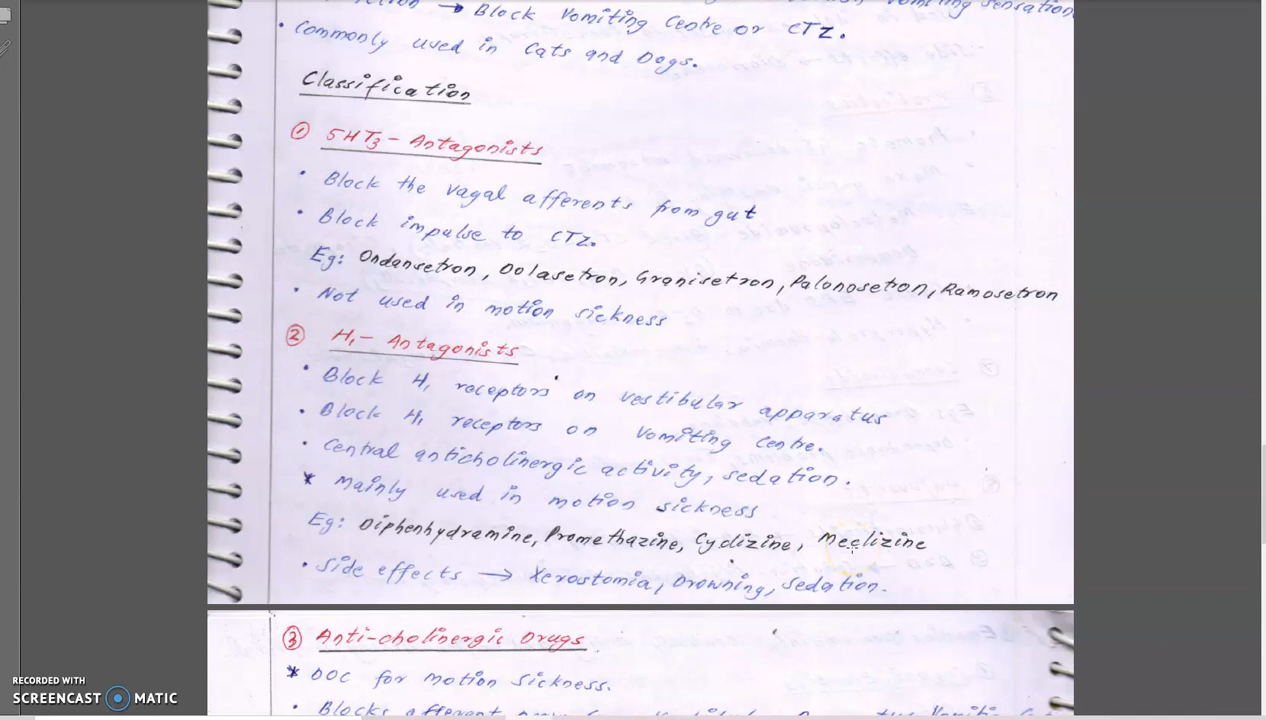 → Block Vomiting Centre or CTZ. vomiting sensation
• Commonly used in Cats and Dogs.
Classification
① 5HT3 - Antagonists
• Block the vagal afferents from gut
• Block impulse to CTZ.
Eg: Ondansetron, Dolasetron, Granisetron, Palonosetron, Ramosetron
• Not used in motion sickness
② H1 - Antagonists
• Block H1 receptors on vestibular apparatus
• Block H1 receptors on Vomiting Centre.
• Central anticholinergic activity, sedation.
* Mainly used in motion sickness
Eg: Diphenhydramine, Promethazine, Cyclizine, Meclizine
• Side effects → Xerostomia, Drowning, Sedation.
③ Anti-cholinergic Drugs
* DOC for motion Sickness.
• Blocks afferent
RECORDED WITH
SCREENCAST MATIC